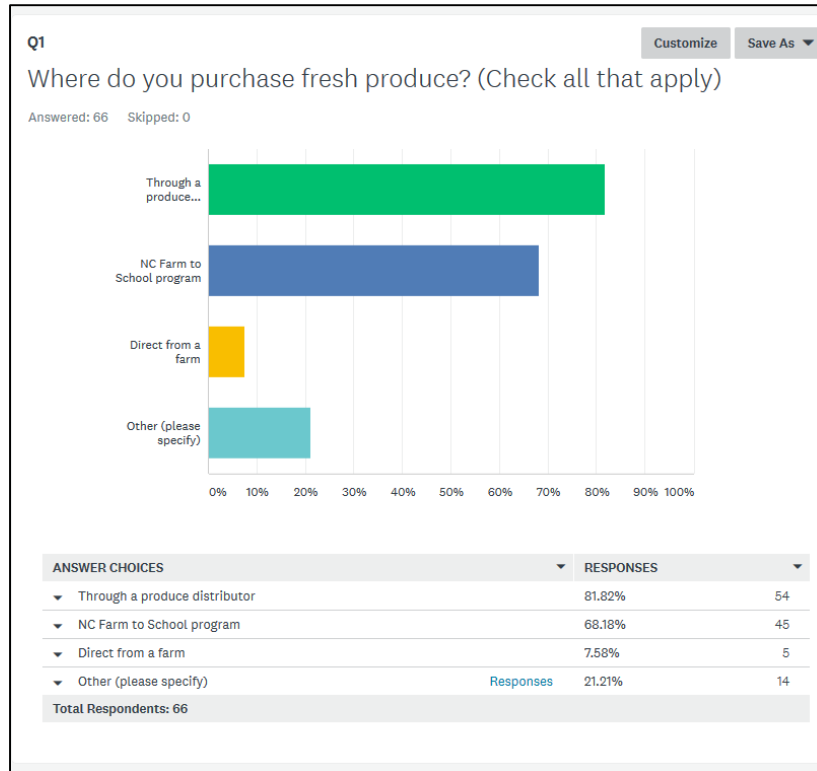 Q1
Customize
Save As
Where do you purchase fresh produce? (Check all that apply)
Answered: 66 Skipped: 0
Through a
produce...
NC Farm to
School program
Direct from a
farm
Other (please
specify)
0% 10% 20% 30% 40% 50% 60% 70% 80% 90% 100%
ANSWER CHOICES RESPONSES
Through a produce distributor 81.82% 54
NC Farm to School program 68.18% 45
Direct from a farm 7.58% 5
Other (please specify) Responses 21.21% 14
Total Respondents: 66